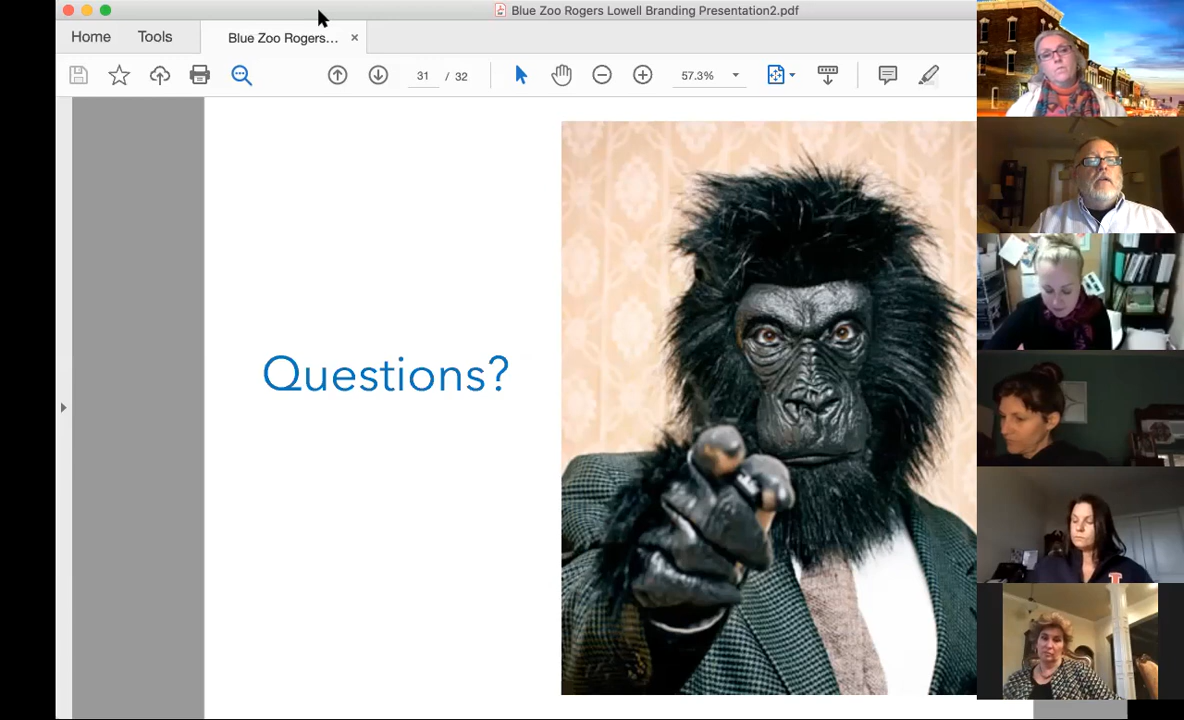 Blue Zoo Rogers Lowell Branding Presentation2.pdf
Home Tools Blue Zoo Rogers... ×
31 / 32 57.3%
Questions?